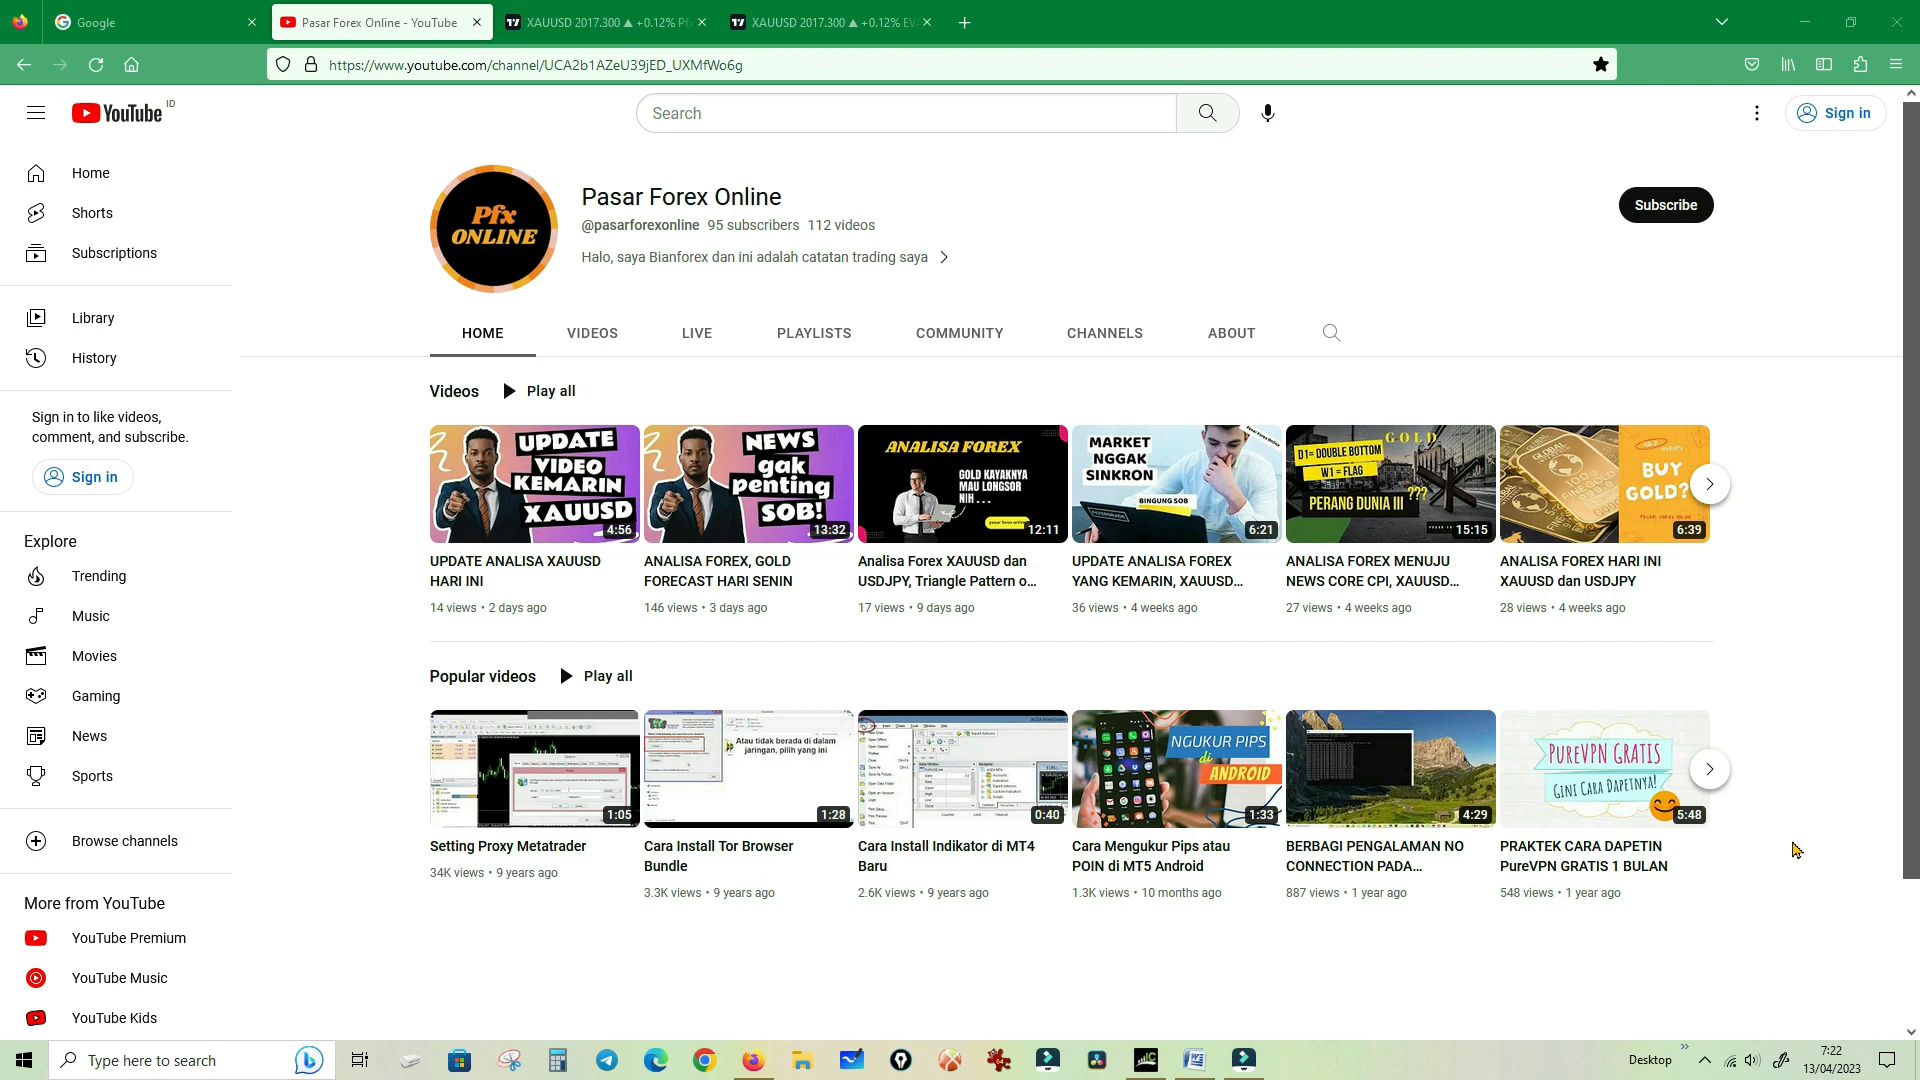 Google
Pasar Forex Online - YouTube
XAUUSD 2017.300 ▲ +0.12% Pfx
XAUUSD 2017.300 ▲ +0.12% EV
https://www.youtube.com/channel/UCA2b1AZeU39jED_UXMfWo6g
YouTube ID
Search
Sign in
Home
Shorts
Subscriptions
Library
History
Sign in to like videos,
comment, and subscribe.
Sign in
Explore
Trending
Music
Movies
Gaming
News
Sports
Browse channels
More from YouTube
YouTube Premium
YouTube Music
YouTube Kids
Pfx
ONLINE
Pasar Forex Online
@pasarforexonline 95 subscribers 112 videos
Halo, saya Bianforex dan ini adalah catatan trading saya
Subscribe
HOME VIDEOS LIVE PLAYLISTS COMMUNITY CHANNELS ABOUT
Videos Play all
UPDATE
VIDEO
KEMARIN
XAUUSD
4:56
UPDATE ANALISA XAUUSD
HARI INI
14 views • 2 days ago
NEWS
gak
penting
SOB!
13:32
ANALISA FOREX, GOLD
FORECAST HARI SENIN
146 views • 3 days ago
ANALISA FOREX
GOLD KAYAKNYA
MAU LONGSOR
NIH . . .
pasar forex online
12:11
Analisa Forex XAUUSD dan
USDJPY, Triangle Pattern o...
17 views • 9 days ago
Pasar Forex Online
MARKET
NGGAK
SINKRON
BINGUNG SOB
6:21
UPDATE ANALISA FOREX
YANG KEMARIN, XAUUSD...
36 views • 4 weeks ago
GOLD
D1= DOUBLE BOTTOM
W1 = FLAG
PERANG DUNIA III ???
15:15
ANALISA FOREX MENUJU
NEWS CORE CPI, XAUUSD...
27 views • 4 weeks ago
BUY
GOLD?
6:39
ANALISA FOREX HARI INI
XAUUSD dan USDJPY
28 views • 4 weeks ago
Popular videos Play all
1:05
Setting Proxy Metatrader
34K views • 9 years ago
Atau tidak berada di dalam
jaringan, pilih yang ini
1:28
Cara Install Tor Browser
Bundle
3.3K views • 9 years ago
0:40
Cara Install Indikator di MT4
Baru
2.6K views • 9 years ago
NGUKUR PIPS
di
ANDROID
1:33
Cara Mengukur Pips atau
POIN di MT5 Android
1.3K views • 10 months ago
4:29
BERBAGI PENGALAMAN NO
CONNECTION PADA...
887 views • 1 year ago
PUREVPN GRATIS
GINI CARA DAPETNYA!
5:48
PRAKTEK CARA DAPETIN
PureVPN GRATIS 1 BULAN
548 views • 1 year ago
Type here to search
Desktop
7:22
13/04/2023